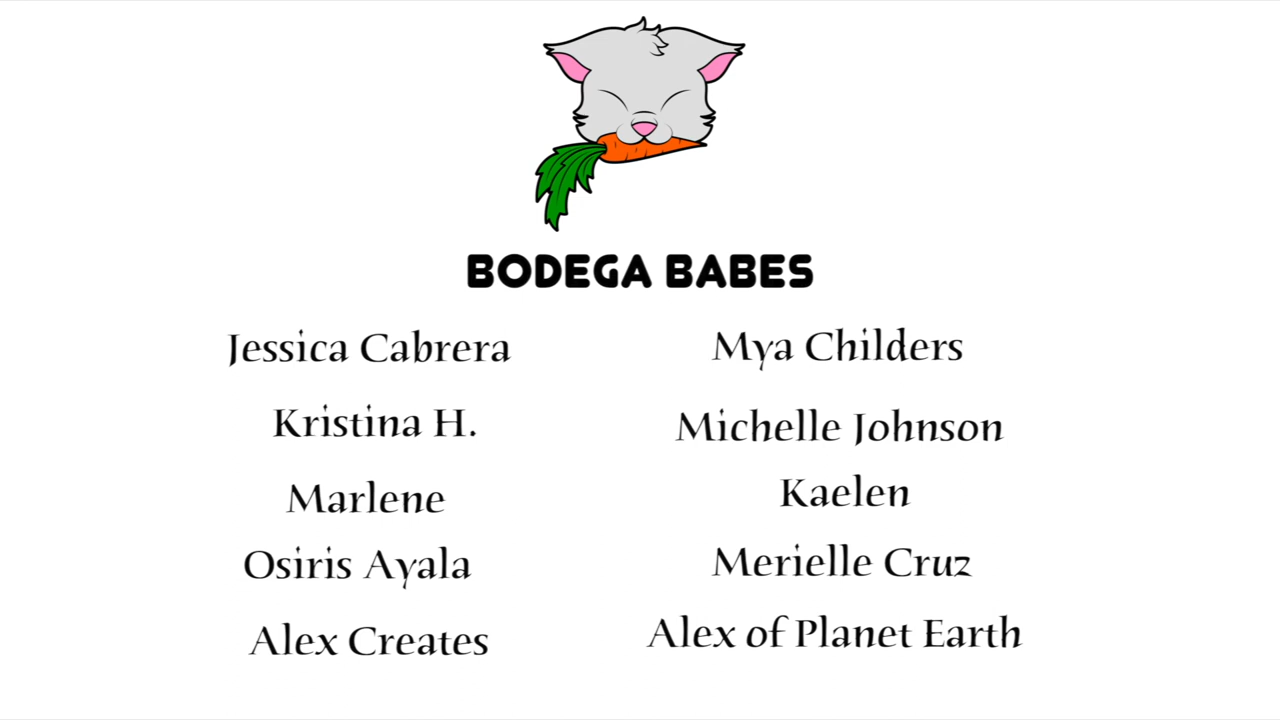 BODEGA BABES
Jessica Cabrera
Mya Childers
Kristina H.
Michelle Johnson
Marlene
Kaelen
Osiris Ayala
Merielle Cruz
Alex Creates
Alex of Planet Earth